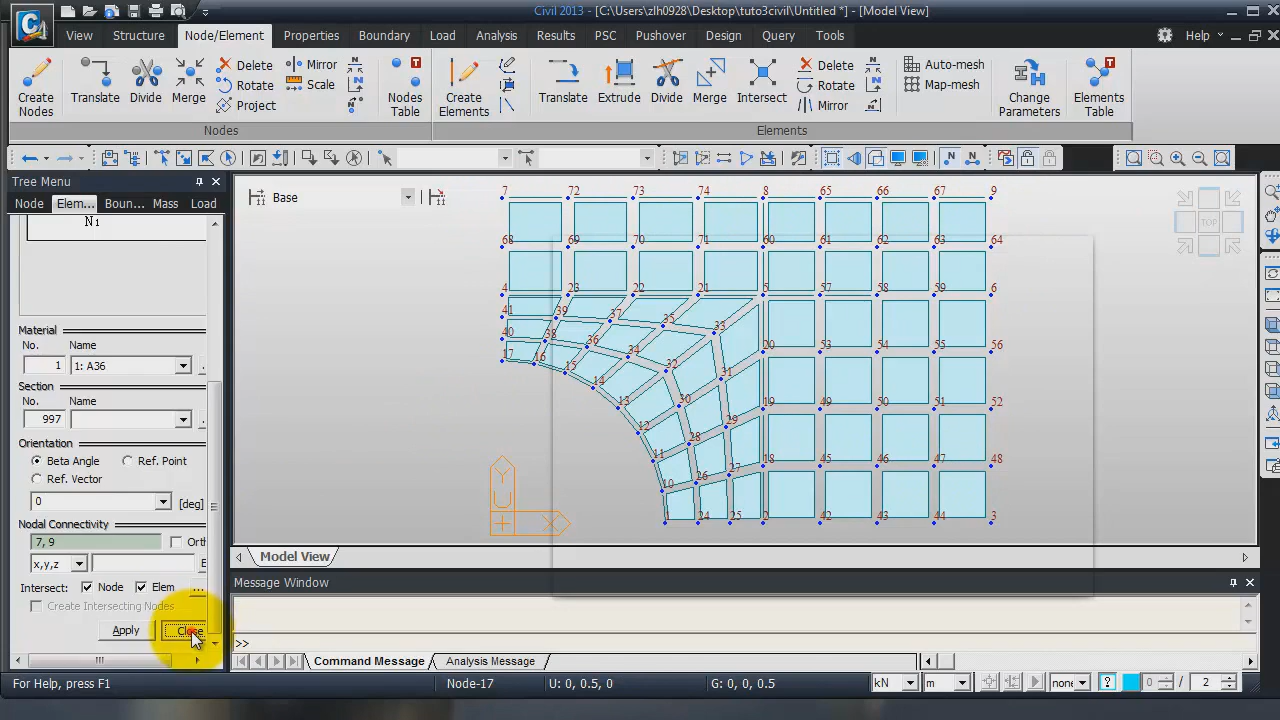 Civil 2013 - [C:\Users\zlh0928\Desktop\tuto3civil\Untitled *] - [Model View]
View Structure Node/Element Properties Boundary Load Analysis Results PSC Pushover Design Query Tools Help
Create Nodes
Translate
Divide
Merge
Delete
Rotate
Project
Mirror
Scale
Nodes Table
Create Elements
Translate
Extrude
Divide
Merge
Intersect
Delete
Rotate
Mirror
Auto-mesh
Map-mesh
Change Parameters
Elements Table
Nodes
Elements
Tree Menu
Node Elem... Boun... Mass Load
N1
Material
No. Name
1 1: A36
Section
No. Name
997
Orientation
Beta Angle Ref. Point
Ref. Vector
0 [deg]
Nodal Connectivity
7, 9 Orth
x,y,z
Intersect: Node Elem ...
Create Intersecting Nodes
Apply Close
Base
TOP
7 72 73 74 8 65 66 67 9
68 69 70 71 60 61 62 63 64
4 23 22 21 5 57 58 59 6
41 39 37 35 33
40 38 36 34 32 20 53 54 55 56
17 16 15 14 13 12 11 10 1
31 30 29 28 27 26 24 25 2
19 49 50 51 52
18 45 46 47 48
42 43 44 3
Y
U
X
Model View
Message Window
>>
Command Message Analysis Message
For Help, press F1 Node-17 U: 0, 0.5, 0 G: 0, 0, 0.5 kN m none ? 0 / 2